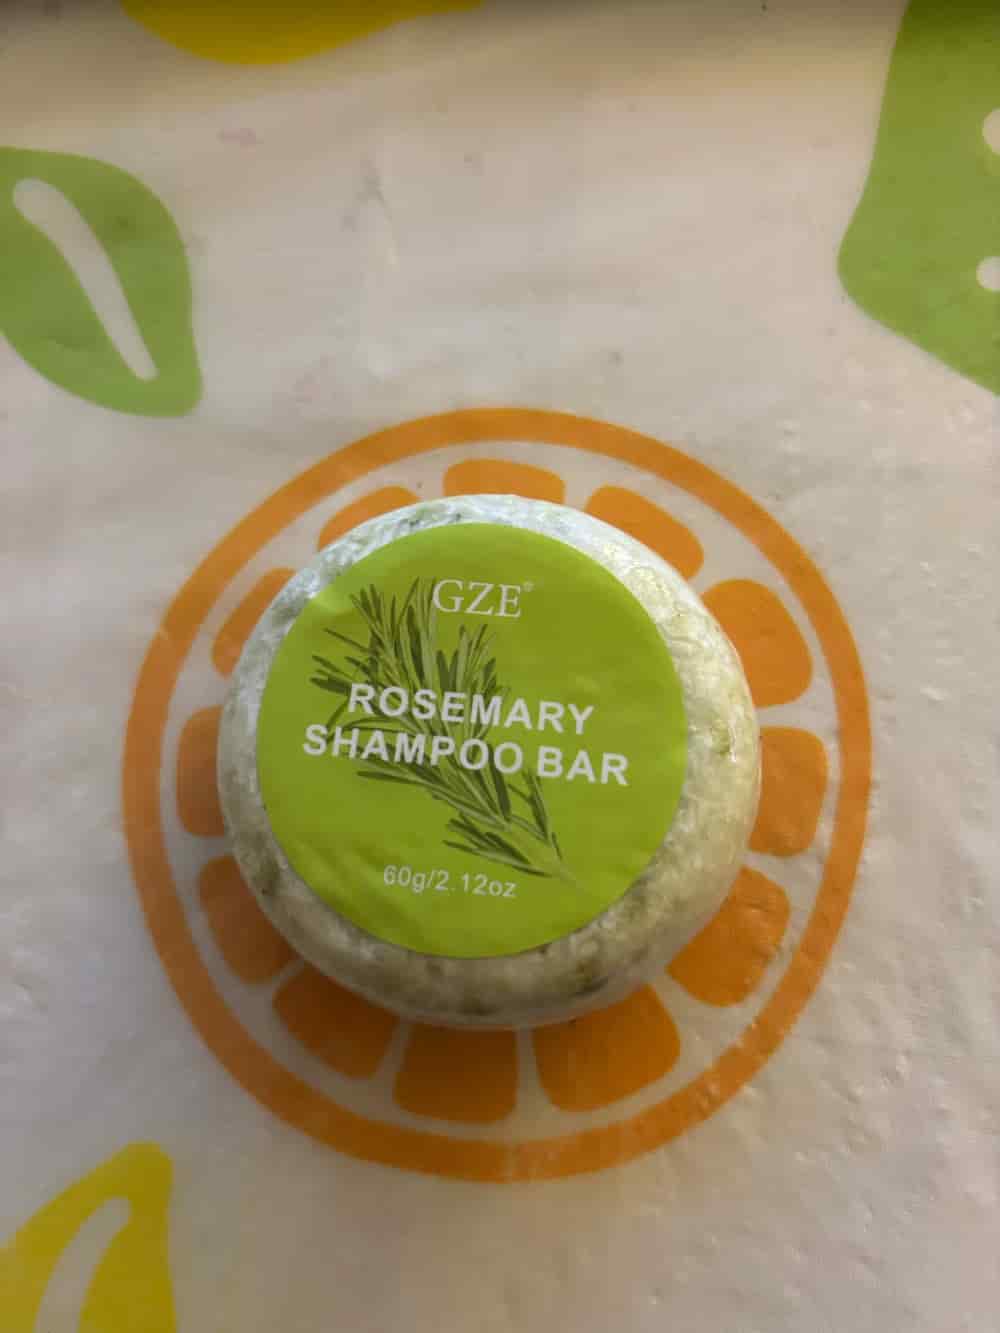 GZE®
ROSEMARY
SHAMPOO BAR
60g/2.12oz